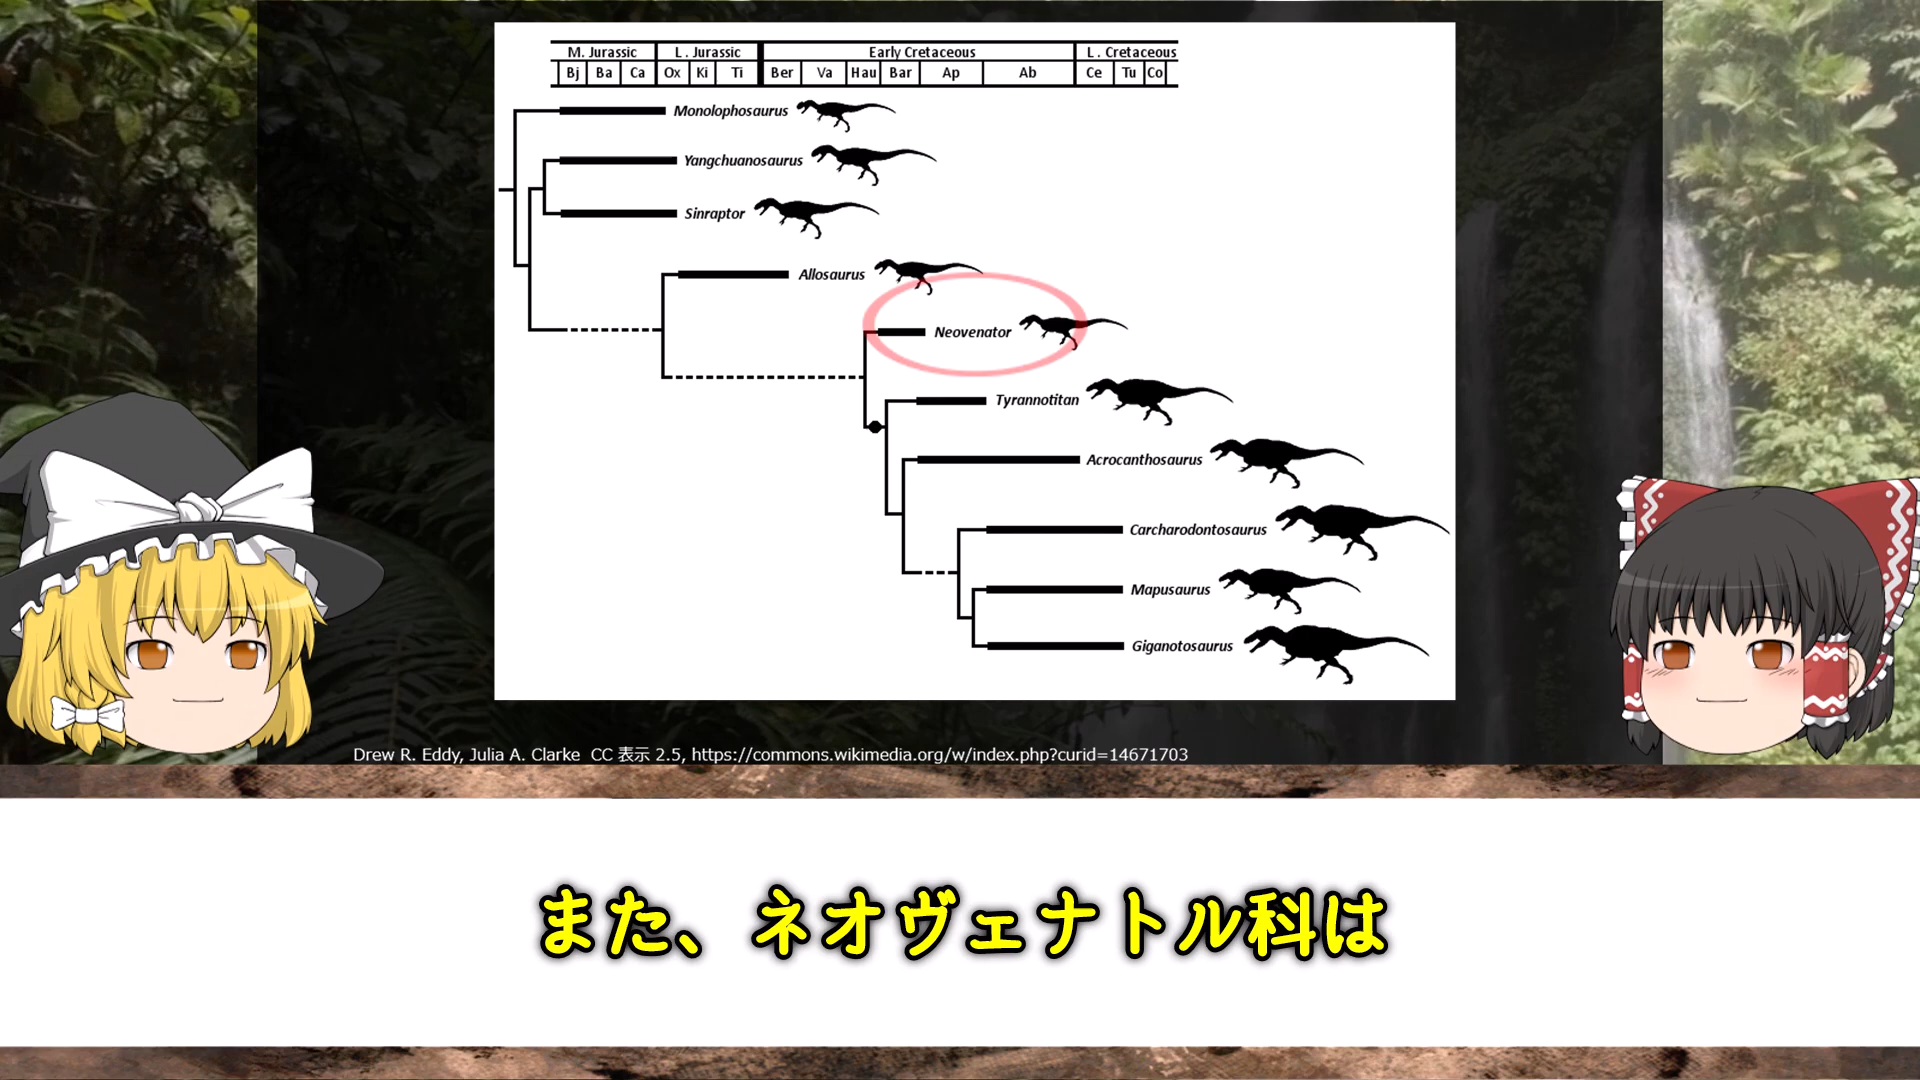 M. Jurassic L. Jurassic Early Cretaceous L. Cretaceous
Bj Ba Ca Ox Ki Ti Ber Va Hau Bar Ap Ab Ce Tu Co
Monolophosaurus
Yangchuanosaurus
Sinraptor
Allosaurus
Neovenator
Tyrannotitan
Acrocanthosaurus
Carcharodontosaurus
Mapusaurus
Giganotosaurus
Drew R. Eddy, Julia A. Clarke CC 表示 2.5, https://commons.wikimedia.org/w/index.php?curid=14671703
また、ネオヴェナトル科は